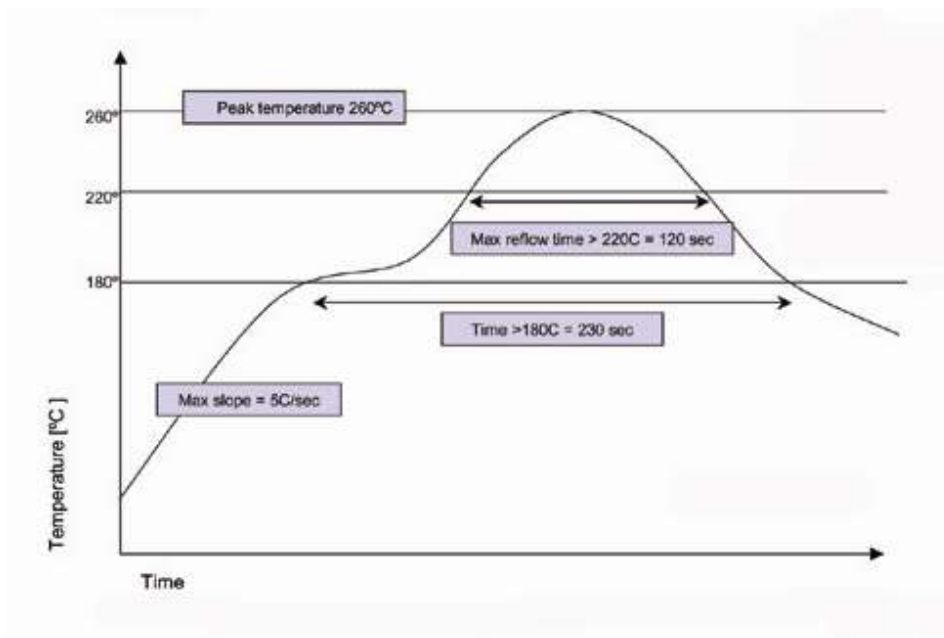 Peak temperature 260ºC
260º
220º
Max reflow time > 220C = 120 sec
180º
Time >180C = 230 sec
Max slope = 5C/sec
Temperature [ºC ]
Time